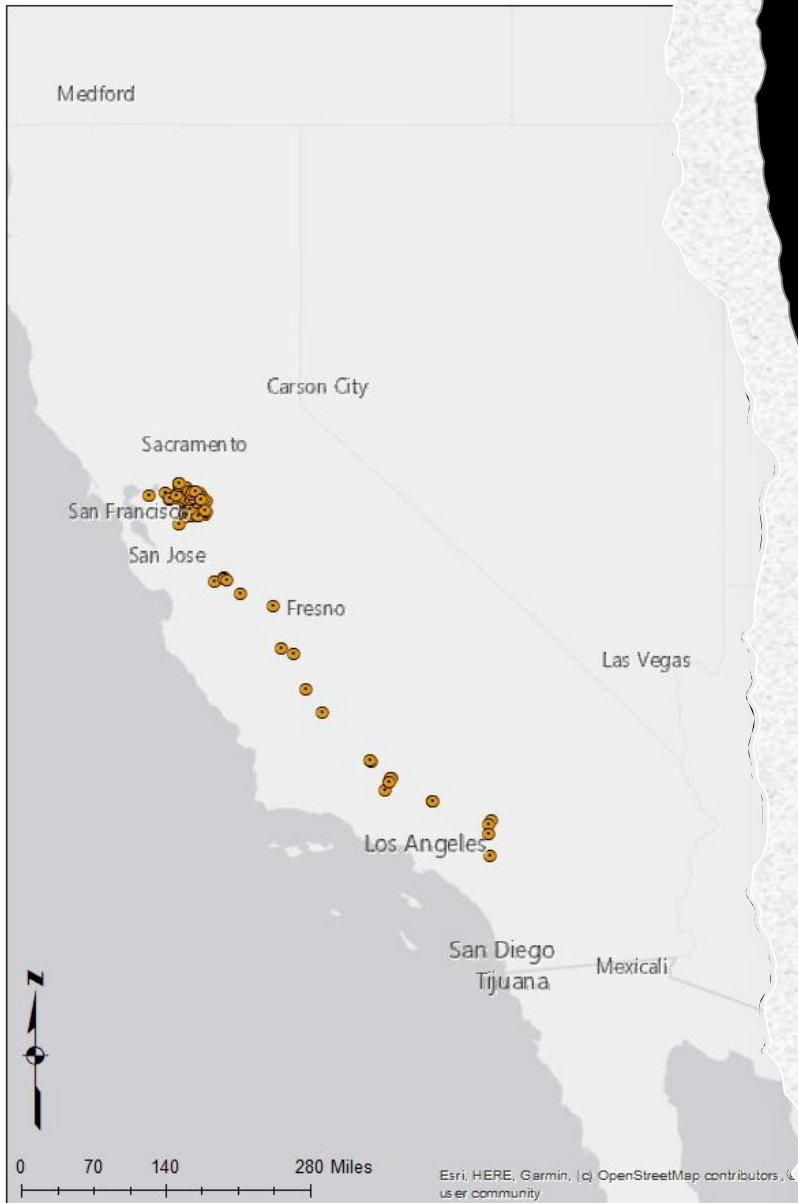 Medford
Carson City
Sacramento
San Francisco
San Jose
Fresno
Las Vegas
Los Angeles
San Diego
Tijuana
Mexicali
N
0 70 140 280 Miles
Esri, HERE, Garmin, (c) OpenStreetMap contributors,
user community